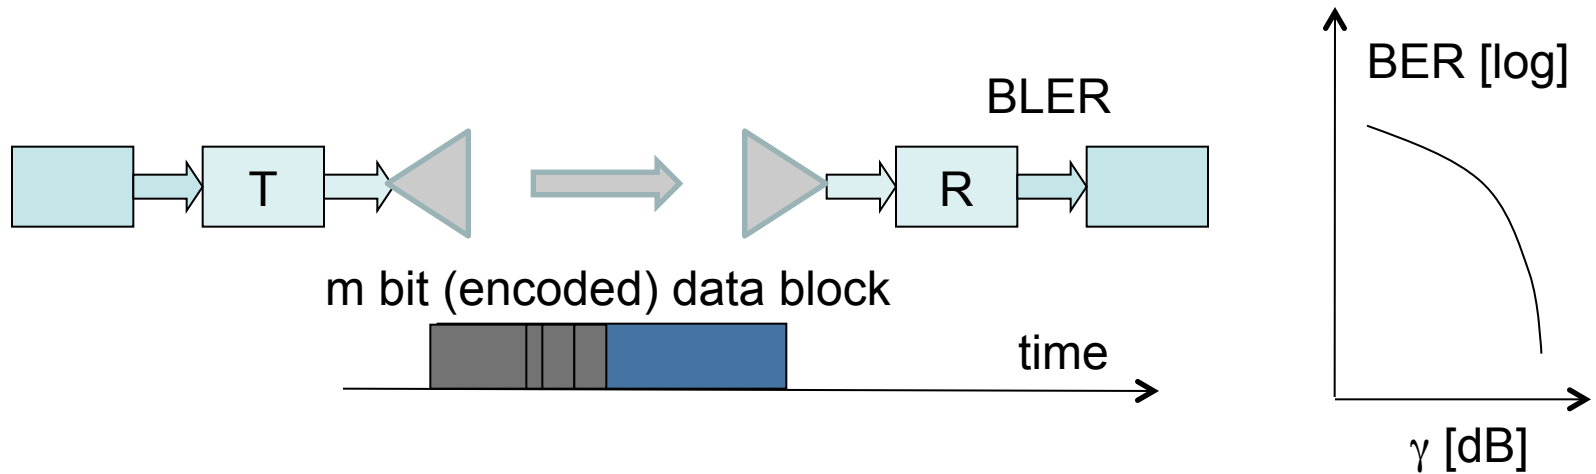 BER [log]
BLER
T
R
m bit (encoded) data block
time
γ [dB]